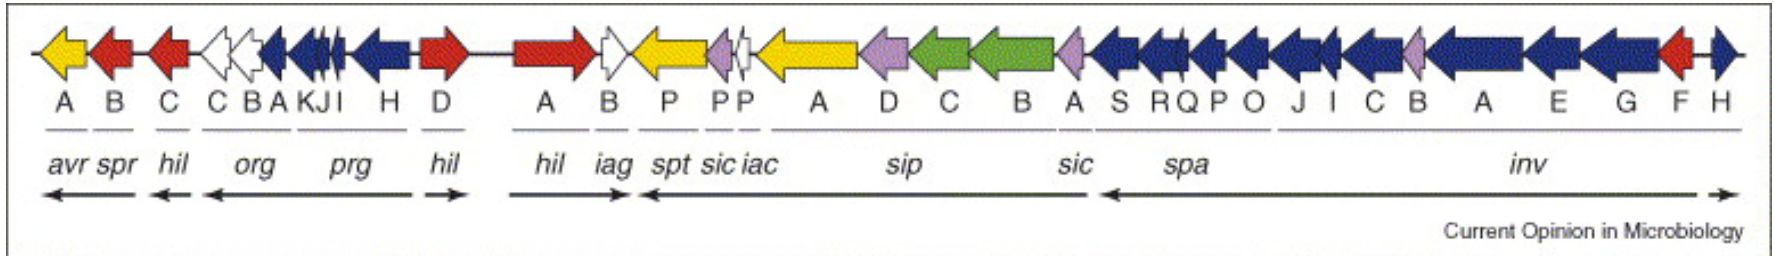 A B C C B A K J I H D A B P P P A D C B A S R Q P O J I C B A E G F H
avr spr hil org prg hil hil iag spt sic iac sip sic spa inv
Current Opinion in Microbiology